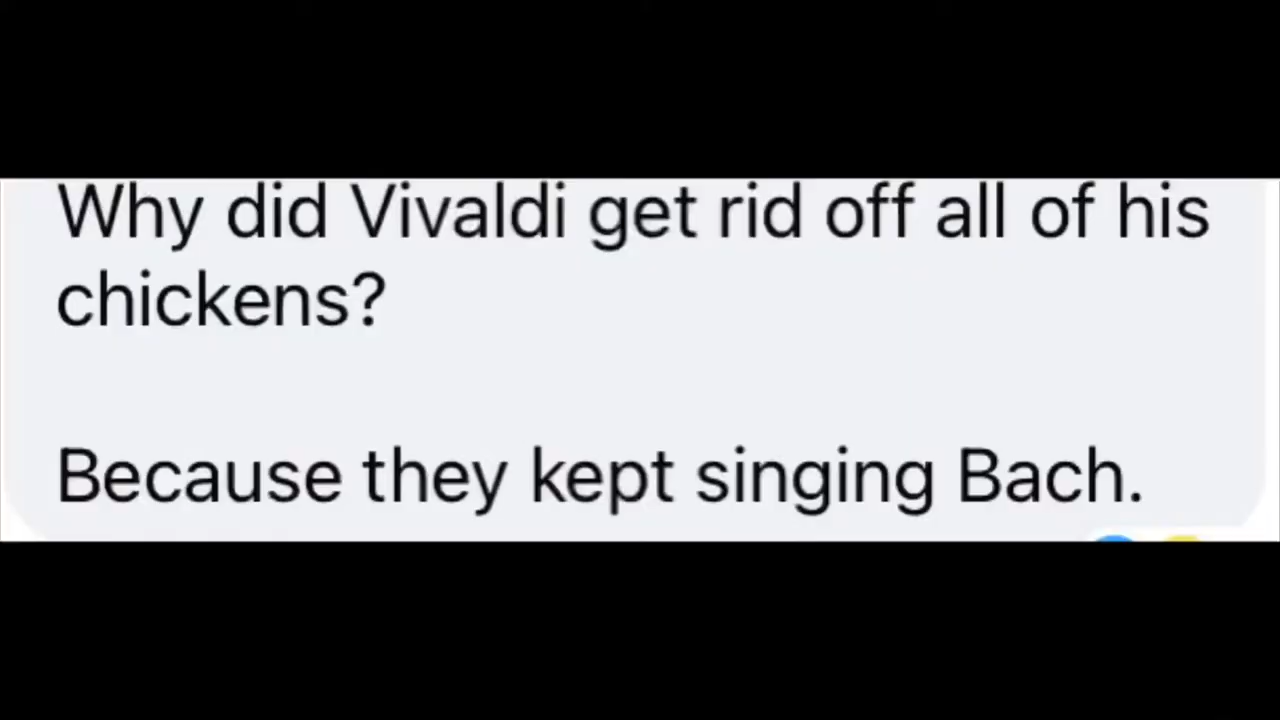 Why did Vivaldi get rid off all of his
chickens?
Because they kept singing Bach.